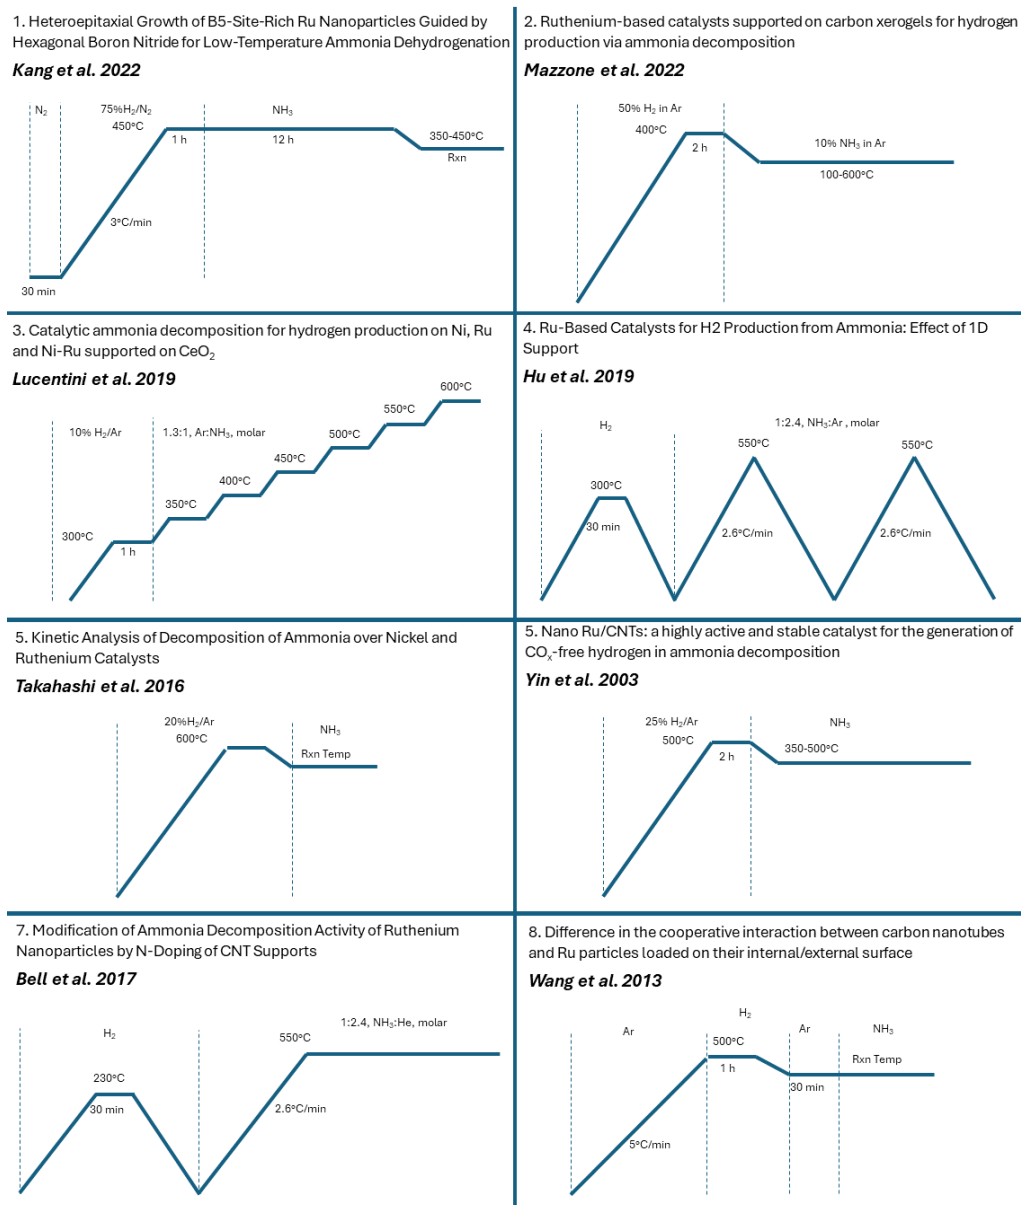 1. Heteroepitaxial Growth of B5-Site-Rich Ru Nanoparticles Guided by
Hexagonal Boron Nitride for Low-Temperature Ammonia Dehydrogenation
Kang et al. 2022
N₂
75%H₂/N₂
NH₃
450°C
1 h
12 h
350-450°C
Rxn
3°C/min
30 min
2. Ruthenium-based catalysts supported on carbon xerogels for hydrogen
production via ammonia decomposition
Mazzone et al. 2022
50% H₂ in Ar
400°C
2 h
10% NH₃ in Ar
100-600°C
3. Catalytic ammonia decomposition for hydrogen production on Ni, Ru
and Ni-Ru supported on CeO₂
Lucentini et al. 2019
10% H₂/Ar
1.3:1, Ar:NH₃, molar
300°C
1 h
350°C
400°C
450°C
500°C
550°C
600°C
4. Ru-Based Catalysts for H2 Production from Ammonia: Effect of 1D
Support
Hu et al. 2019
H₂
1:2.4, NH₃:Ar , molar
300°C
30 min
550°C
2.6°C/min
550°C
2.6°C/min
5. Kinetic Analysis of Decomposition of Ammonia over Nickel and
Ruthenium Catalysts
Takahashi et al. 2016
20%H₂/Ar
600°C
NH₃
Rxn Temp
5. Nano Ru/CNTs: a highly active and stable catalyst for the generation of
COₓ-free hydrogen in ammonia decomposition
Yin et al. 2003
25% H₂/Ar
500°C
2 h
NH₃
350-500°C
7. Modification of Ammonia Decomposition Activity of Ruthenium
Nanoparticles by N-Doping of CNT Supports
Bell et al. 2017
H₂
230°C
30 min
1:2.4, NH₃:He, molar
550°C
2.6°C/min
8. Difference in the cooperative interaction between carbon nanotubes
and Ru particles loaded on their internal/external surface
Wang et al. 2013
Ar
H₂
Ar
NH₃
500°C
1 h
30 min
Rxn Temp
5°C/min